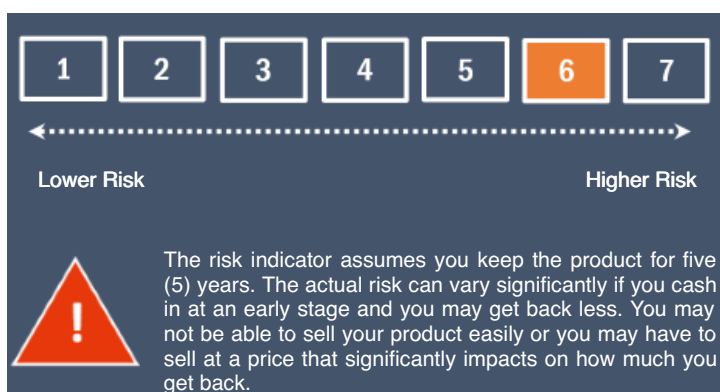 1 2 3 4 5 6 7
Lower Risk Higher Risk
!
The risk indicator assumes you keep the product for five
(5) years. The actual risk can vary significantly if you cash
in at an early stage and you may get back less. You may
not be able to sell your product easily or you may have to
sell at a price that significantly impacts on how much you
get back.